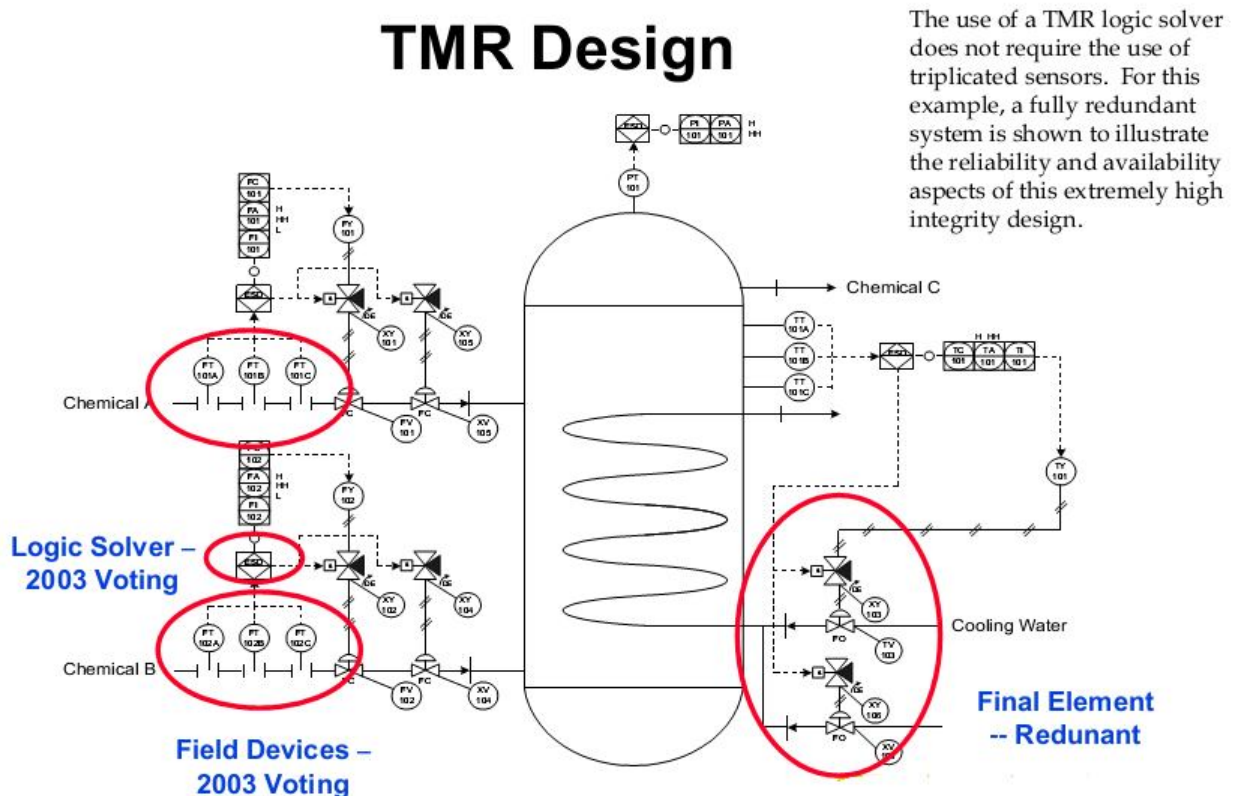 TMR Design
The use of a TMR logic solver
does not require the use of
triplicated sensors. For this
example, a fully redundant
system is shown to illustrate
the reliability and availability
aspects of this extremely high
integrity design.
ESD
PI
101
PA
101
H
HH
PT
101
FC
101
FA
101
FI
101
H
HH
L
FY
101
ESD
S
S
XY
101
XY
105
FT
101A
FT
101B
FT
101C
Chemical
FC
FC
FV
101
XV
105
Chemical C
TT
101A
TT
101B
TT
101C
ESD
H HH
TC
101
TA
101
TI
101
TY
101
102
FA
102
FI
102
H
HH
L
FY
102
Logic Solver –
2003 Voting
ESD
S
S
XY
102
XY
104
FT
102A
FT
102B
FT
102C
Chemical B
FC
FC
FV
102
XV
104
S
XY
103
Cooling Water
FO
TV
103
S
XY
106
FO
XV
Final Element
-- Redunant
Field Devices –
2003 Voting